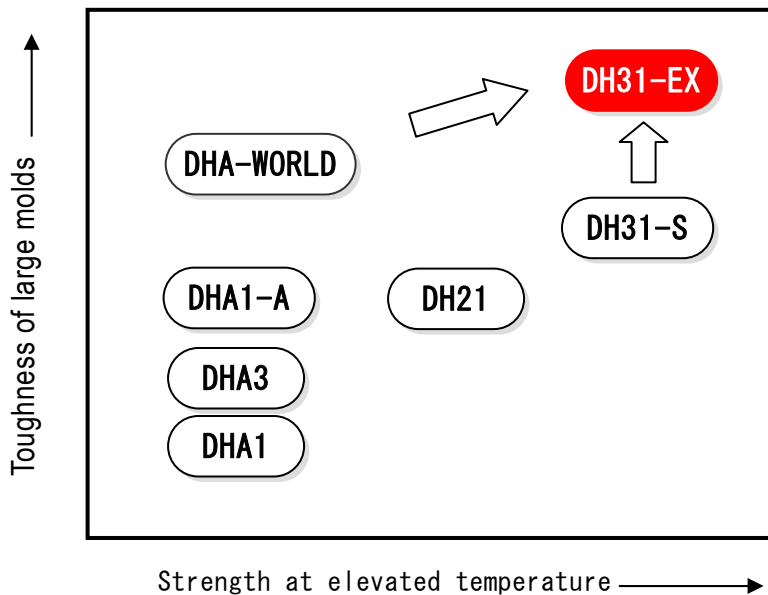 DH31-EX
DHA-WORLD
DH31-S
DHA1-A
DH21
DHA3
DHA1
Toughness of large molds
Strength at elevated temperature